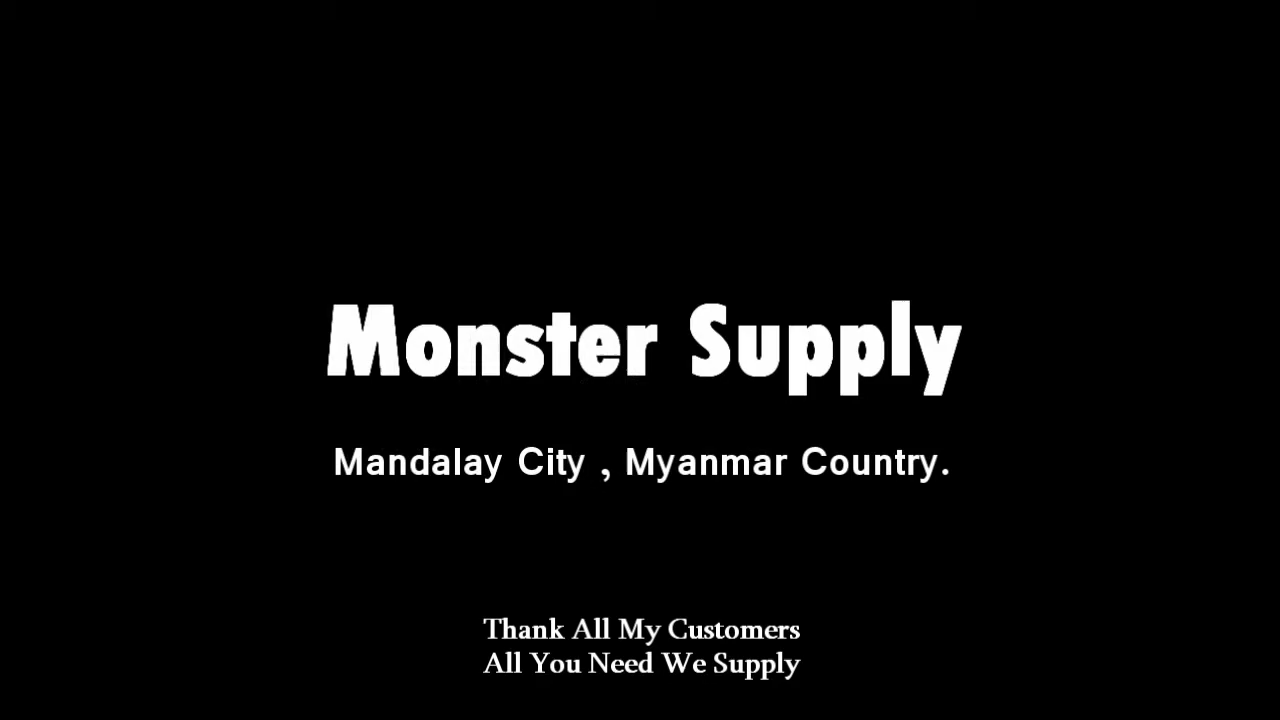 Monster Supply
Mandalay City , Myanmar Country.
Thank All My Customers
All You Need We Supply